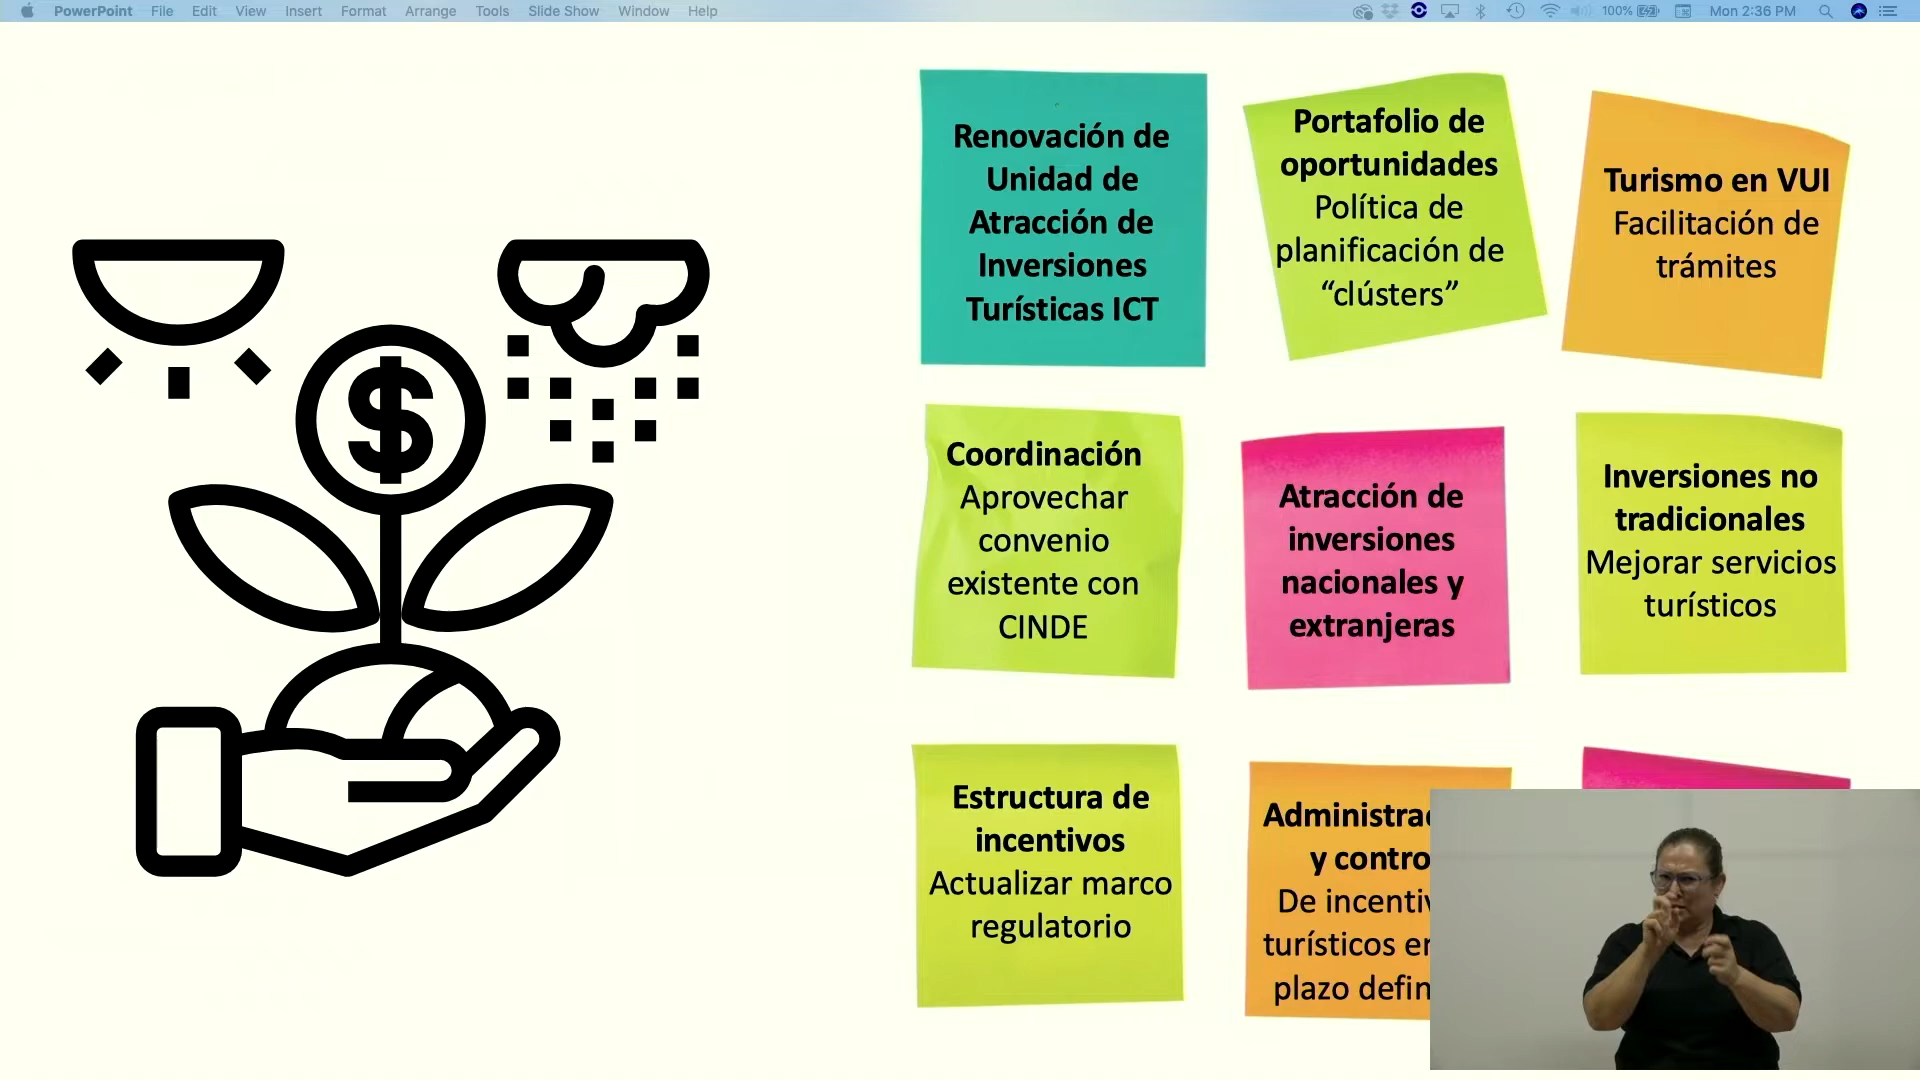 PowerPoint File Edit View Insert Format Arrange Tools Slide Show Window Help 100% Mon 2:36 PM
Renovación de
Unidad de
Atracción de
Inversiones
Turísticas ICT
Portafolio de
oportunidades
Política de
planificación de
“clústers”
Turismo en VUI
Facilitación de
trámites
Coordinación
Aprovechar
convenio
existente con
CINDE
Atracción de
inversiones
nacionales y
extranjeras
Inversiones no
tradicionales
Mejorar servicios
turísticos
Estructura de
incentivos
Actualizar marco
regulatorio
y
De
turísticos
plazo
$